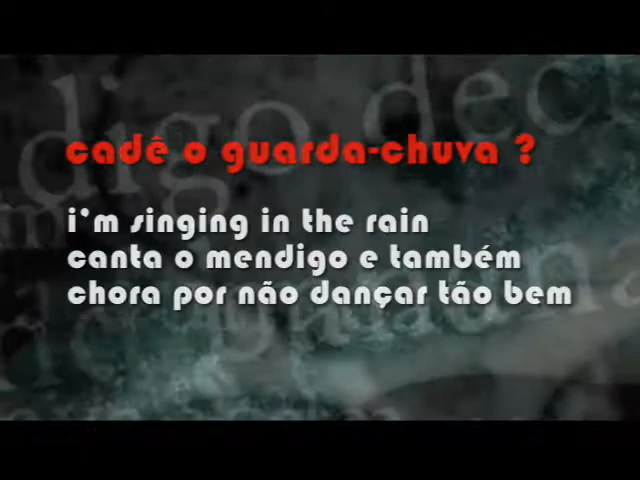 cadê o guarda-chuva ?
i'm singing in the rain
canta o mendigo e também
chora por não dançar tão bem